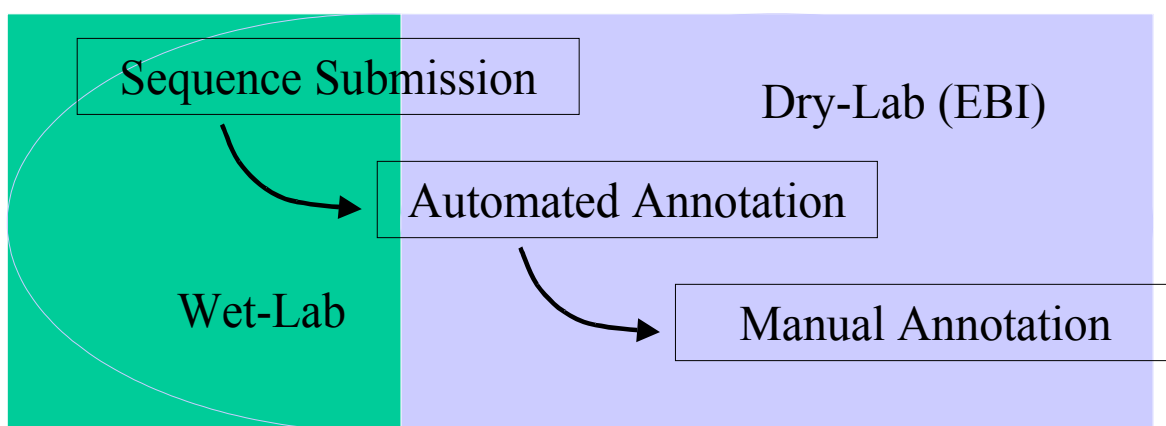 Sequence Submission
Dry-Lab (EBI)
Automated Annotation
Wet-Lab
Manual Annotation